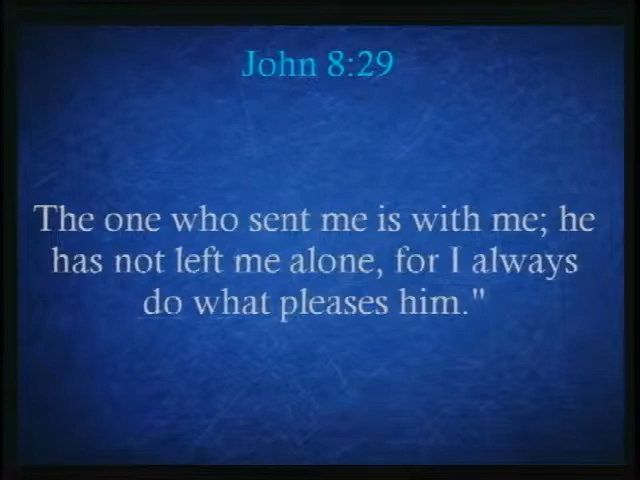 John 8:29
The one who sent me is with me; he
has not left me alone, for I always
do what pleases him."